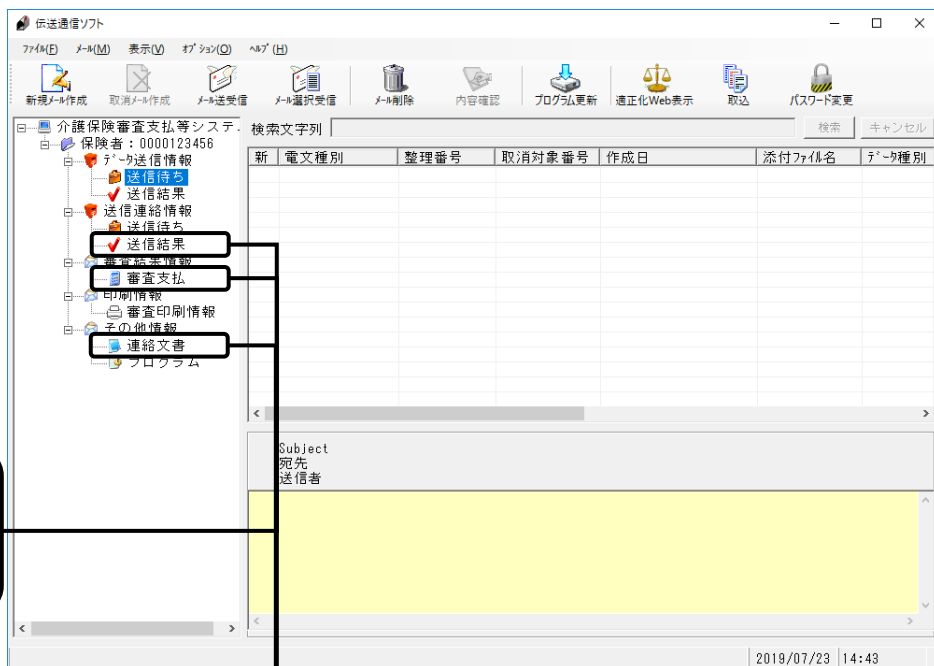 伝送通信ソフト
ファイル(F) メール(M) 表示(V) オプション(O) ヘルプ(H)
新規メール作成 取消メール作成 メール送受信 メール選択受信 メール削除 内容確認 プログラム更新 適正化Web表示 取込 パスワード変更
介護保険審査支払等システ.
検索文字列 検索 キャンセル
保険者：0000123456
データ送信情報
送信待ち
送信結果
送信連絡情報
送信待ち
送信結果
審査結果情報
審査支払
印刷情報
審査印刷情報
その他情報
連絡文書
プログラム
新 電文種別 整理番号 取消対象番号 作成日 添付ファイル名 データ種別
Subject
宛先
送信者
2019/07/23 14:43